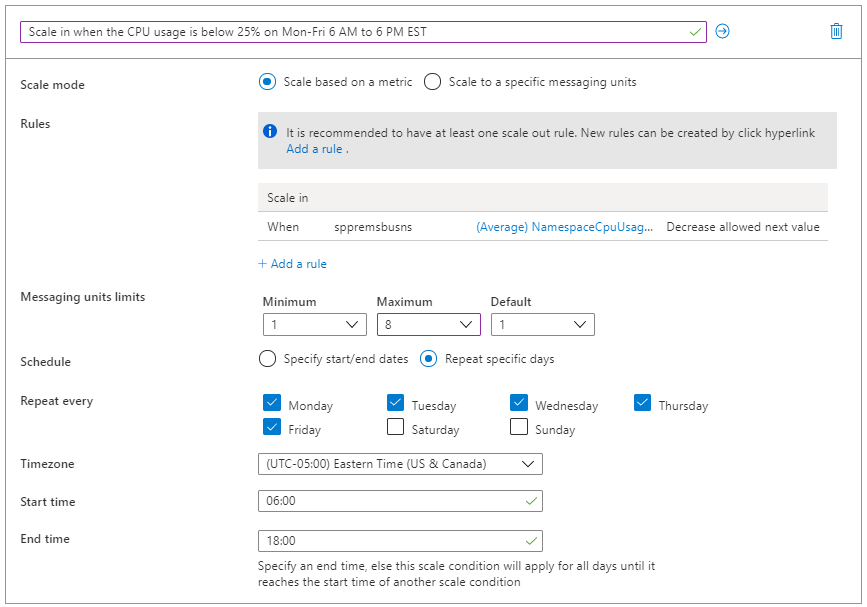 Scale in when the CPU usage is below 25% on Mon-Fri 6 AM to 6 PM EST
Scale mode
Scale based on a metric
Scale to a specific messaging units
Rules
It is recommended to have at least one scale out rule. New rules can be created by click hyperlink
Add a rule .
Scale in
When sppremsbusns (Average) NamespaceCpuUsag... Decrease allowed next value
+ Add a rule
Messaging units limits
Minimum Maximum Default
1 8 1
Schedule
Specify start/end dates
Repeat specific days
Repeat every
Monday Tuesday Wednesday Thursday
Friday Saturday Sunday
Timezone
(UTC-05:00) Eastern Time (US & Canada)
Start time
06:00
End time
18:00
Specify an end time, else this scale condition will apply for all days until it
reaches the start time of another scale condition